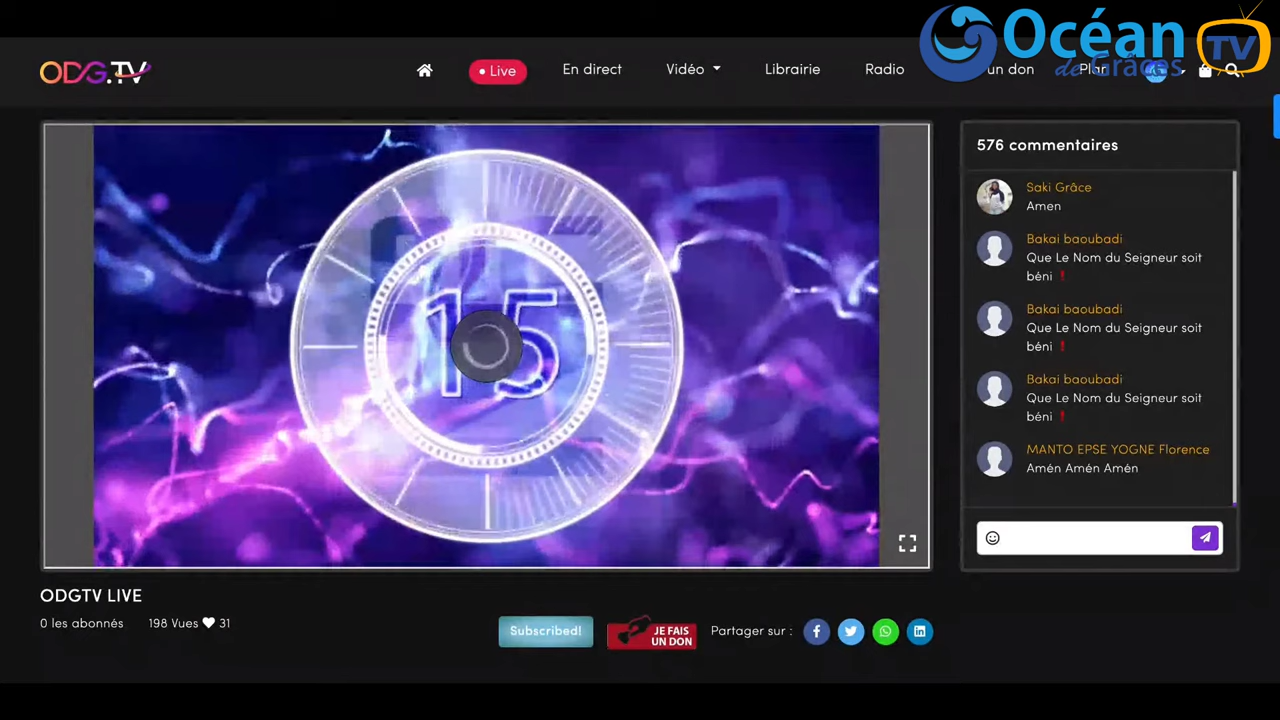 Océan
de Grâces
TV
ODG.TV
Live
En direct
Vidéo
Librairie
Radio
un don
Plan
15
576 commentaires
Saki Grâce
Amen
Bakai baoubadi
Que Le Nom du Seigneur soit
béni ❗
Bakai baoubadi
Que Le Nom du Seigneur soit
béni ❗
Bakai baoubadi
Que Le Nom du Seigneur soit
béni ❗
MANTO EPSE YOGNE Florence
Amén Amén Amén
ODGTV LIVE
0 les abonnés 198 Vues 31
Subscribed!
JE FAIS
UN DON
Partager sur :